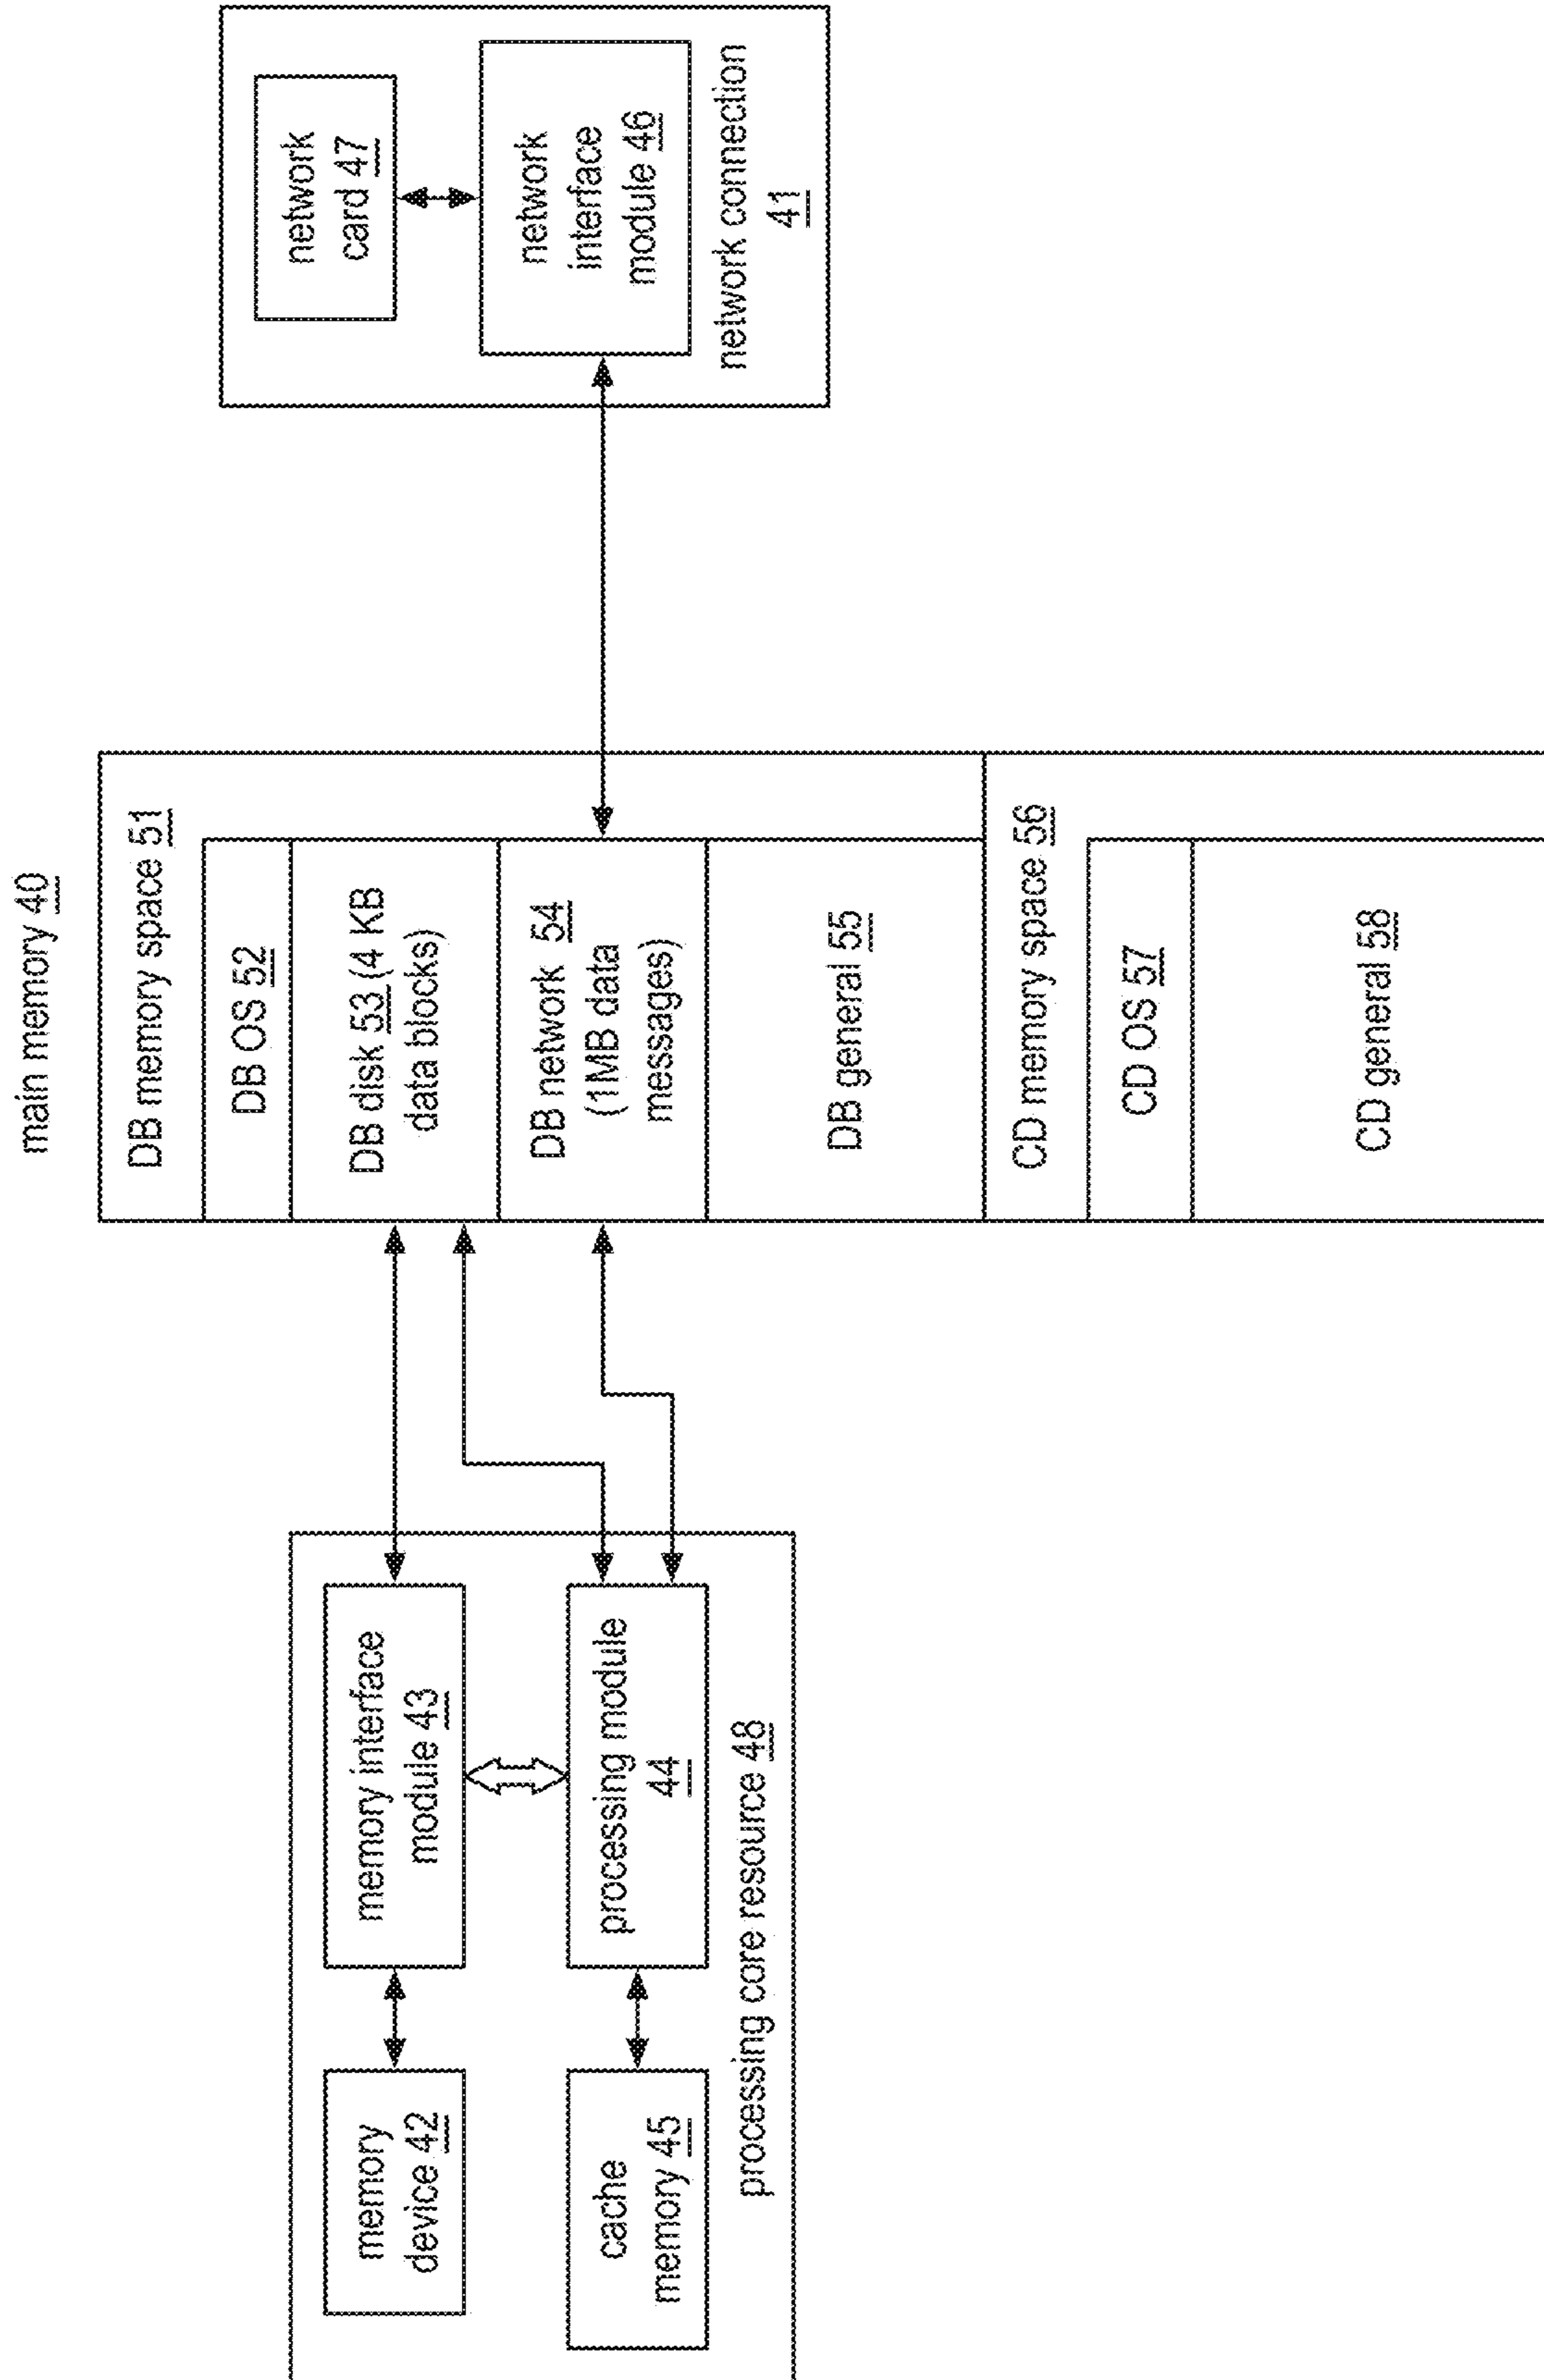 main memory 40
memory
device 42
memory interface
module 43
cache
memory 45
processing module
44
processing core resource 48
DB memory space 51
DB OS 52
DB disk 53 (4 KB
data blocks)
DB network 54
(1MB data
messages)
DB general 55
CD memory space 56
CD OS 57
CD general 58
network
card 47
network
interface
module 46
network connection
41